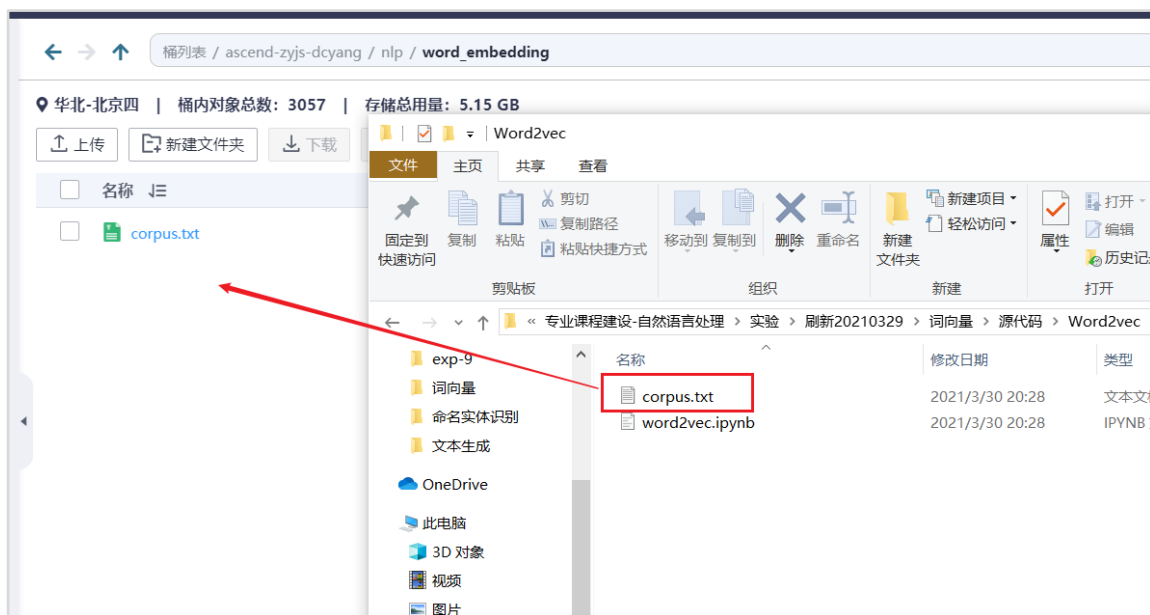 桶列表 / ascend-zyjs-dcyang / nlp / word_embedding
华北-北京四 | 桶内对象总数：3057 | 存储总用量：5.15 GB
上传 新建文件夹 下载
名称
corpus.txt
Word2vec
文件 主页 共享 查看
固定到快速访问
复制
粘贴
剪切
复制路径
粘贴快捷方式
剪贴板
移动到
复制到
删除
重命名
组织
新建文件夹
新建项目
轻松访问
新建
属性
打开
编辑
历史记
打开
« 专业课程建设-自然语言处理 › 实验 › 刷新20210329 › 词向量 › 源代码 › Word2vec
exp-9
词向量
命名实体识别
文本生成
OneDrive
此电脑
3D 对象
视频
图片
名称 修改日期 类型
corpus.txt 2021/3/30 20:28 文本文
word2vec.ipynb 2021/3/30 20:28 IPYNB